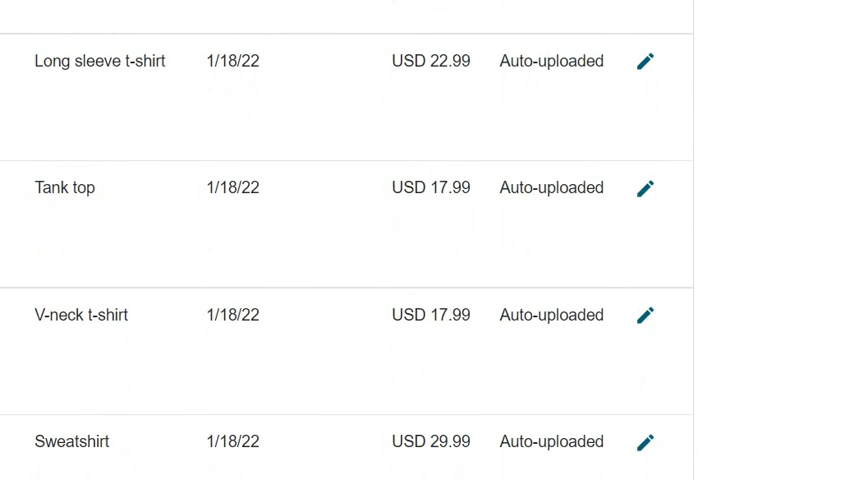 Long sleeve t-shirt 1/18/22 USD 22.99 Auto-uploaded
Tank top 1/18/22 USD 17.99 Auto-uploaded
V-neck t-shirt 1/18/22 USD 17.99 Auto-uploaded
Sweatshirt 1/18/22 USD 29.99 Auto-uploaded